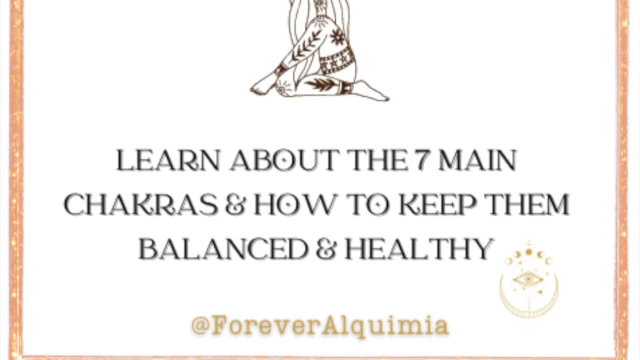 LEARN ABOUT THE 7 MAIN
CHAKRAS & HOW TO KEEP THEM
BALANCED & HEALTHY
@ForeverAlquimia